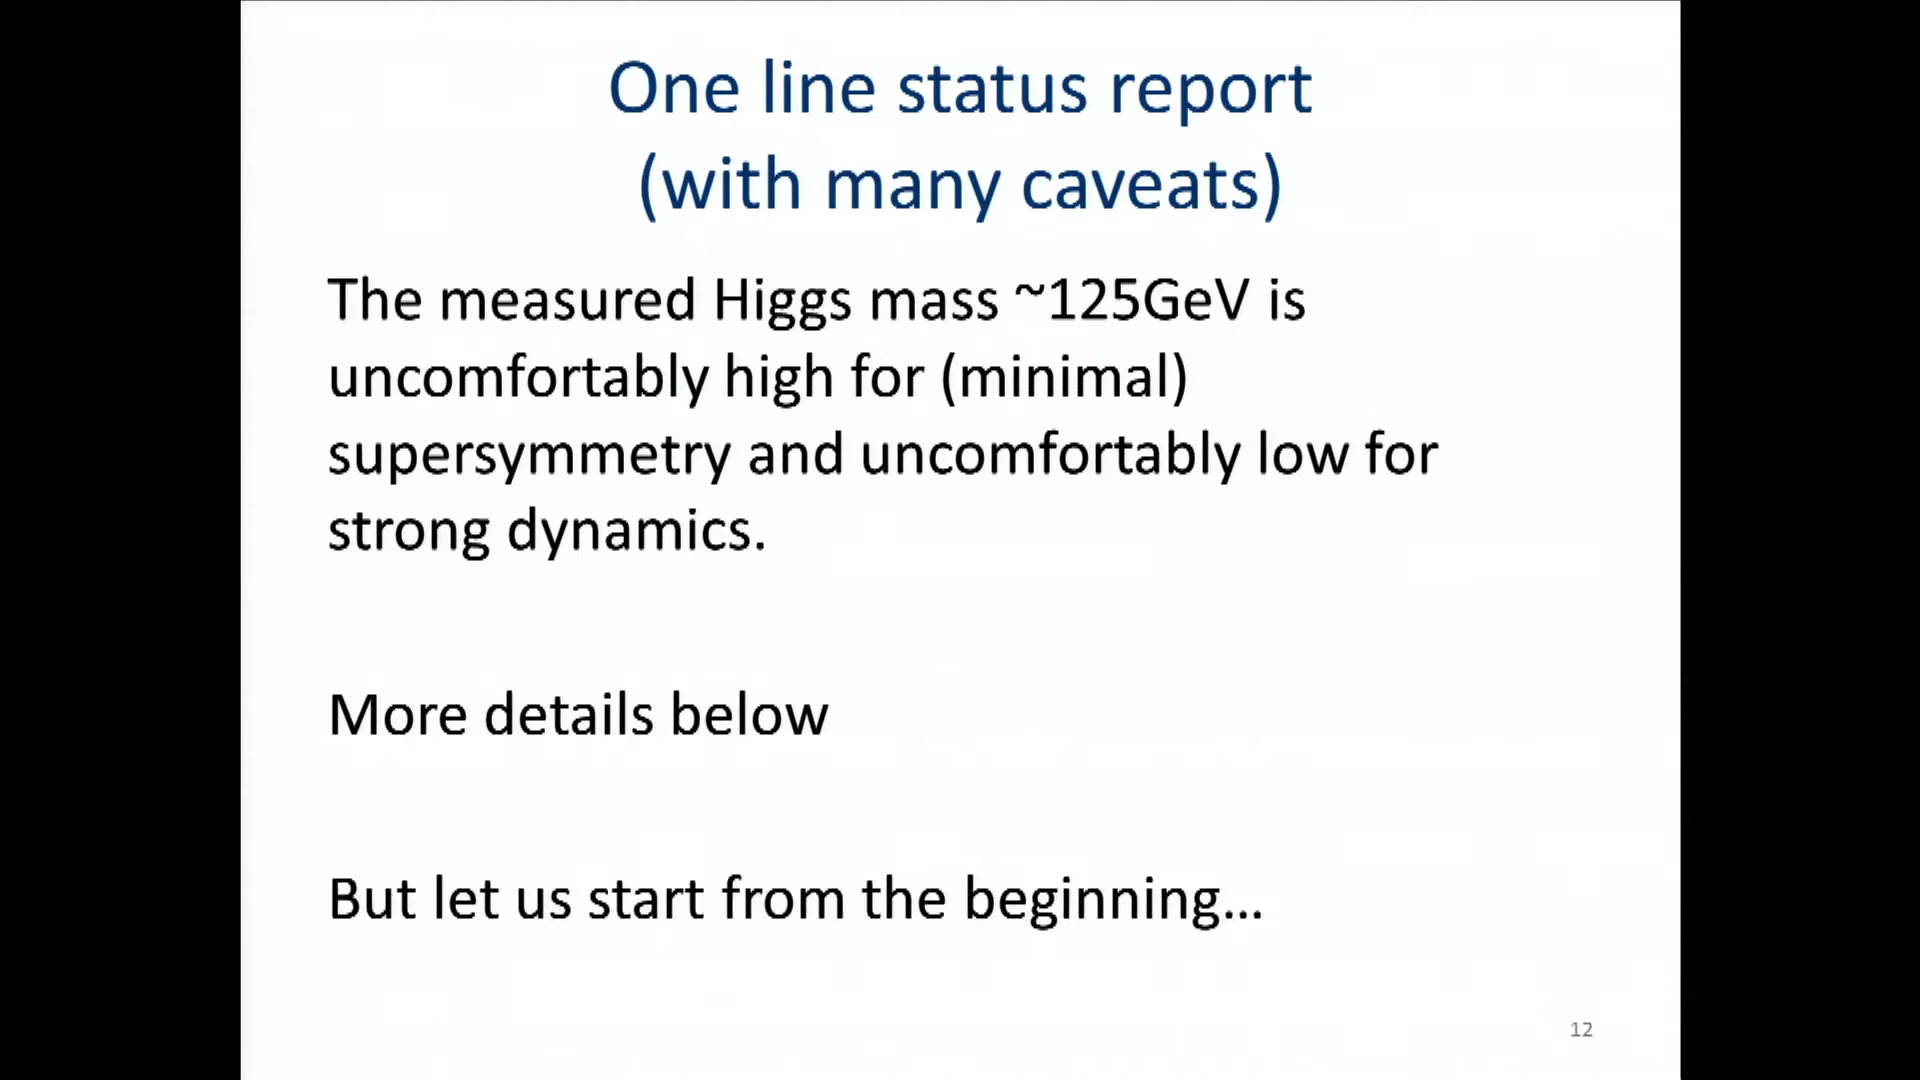 One line status report
(with many caveats)
The measured Higgs mass ~125GeV is
uncomfortably high for (minimal)
supersymmetry and uncomfortably low for
strong dynamics.
More details below
But let us start from the beginning...
12